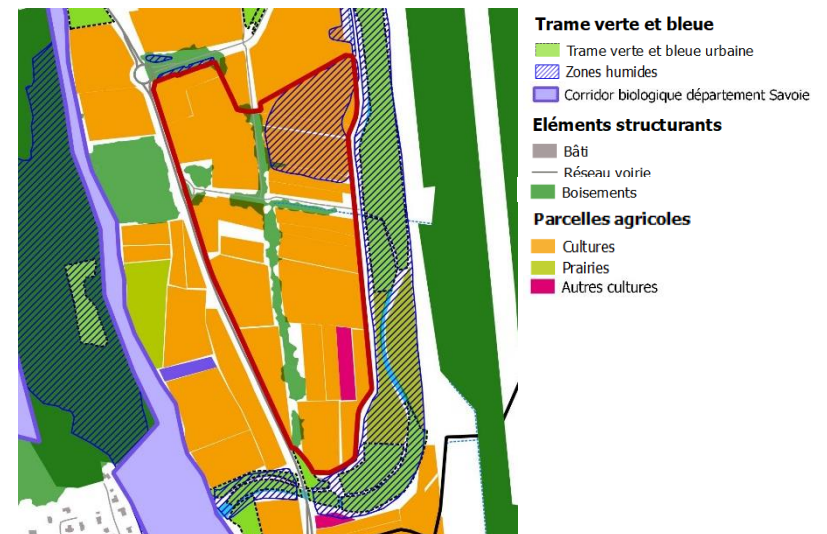 Trame verte et bleue
Trame verte et bleue urbaine
Zones humides
Corridor biologique département Savoie
Eléments structurants
Bâti
Réseau voirie
Boisements
Parcelles agricoles
Cultures
Prairies
Autres cultures